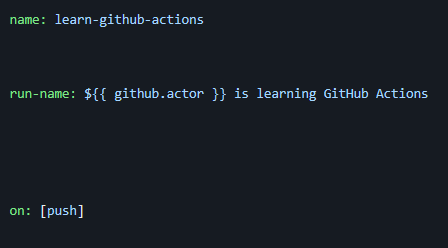 name: learn-github-actions
run-name: ${{ github.actor }} is learning GitHub Actions
on: [push]